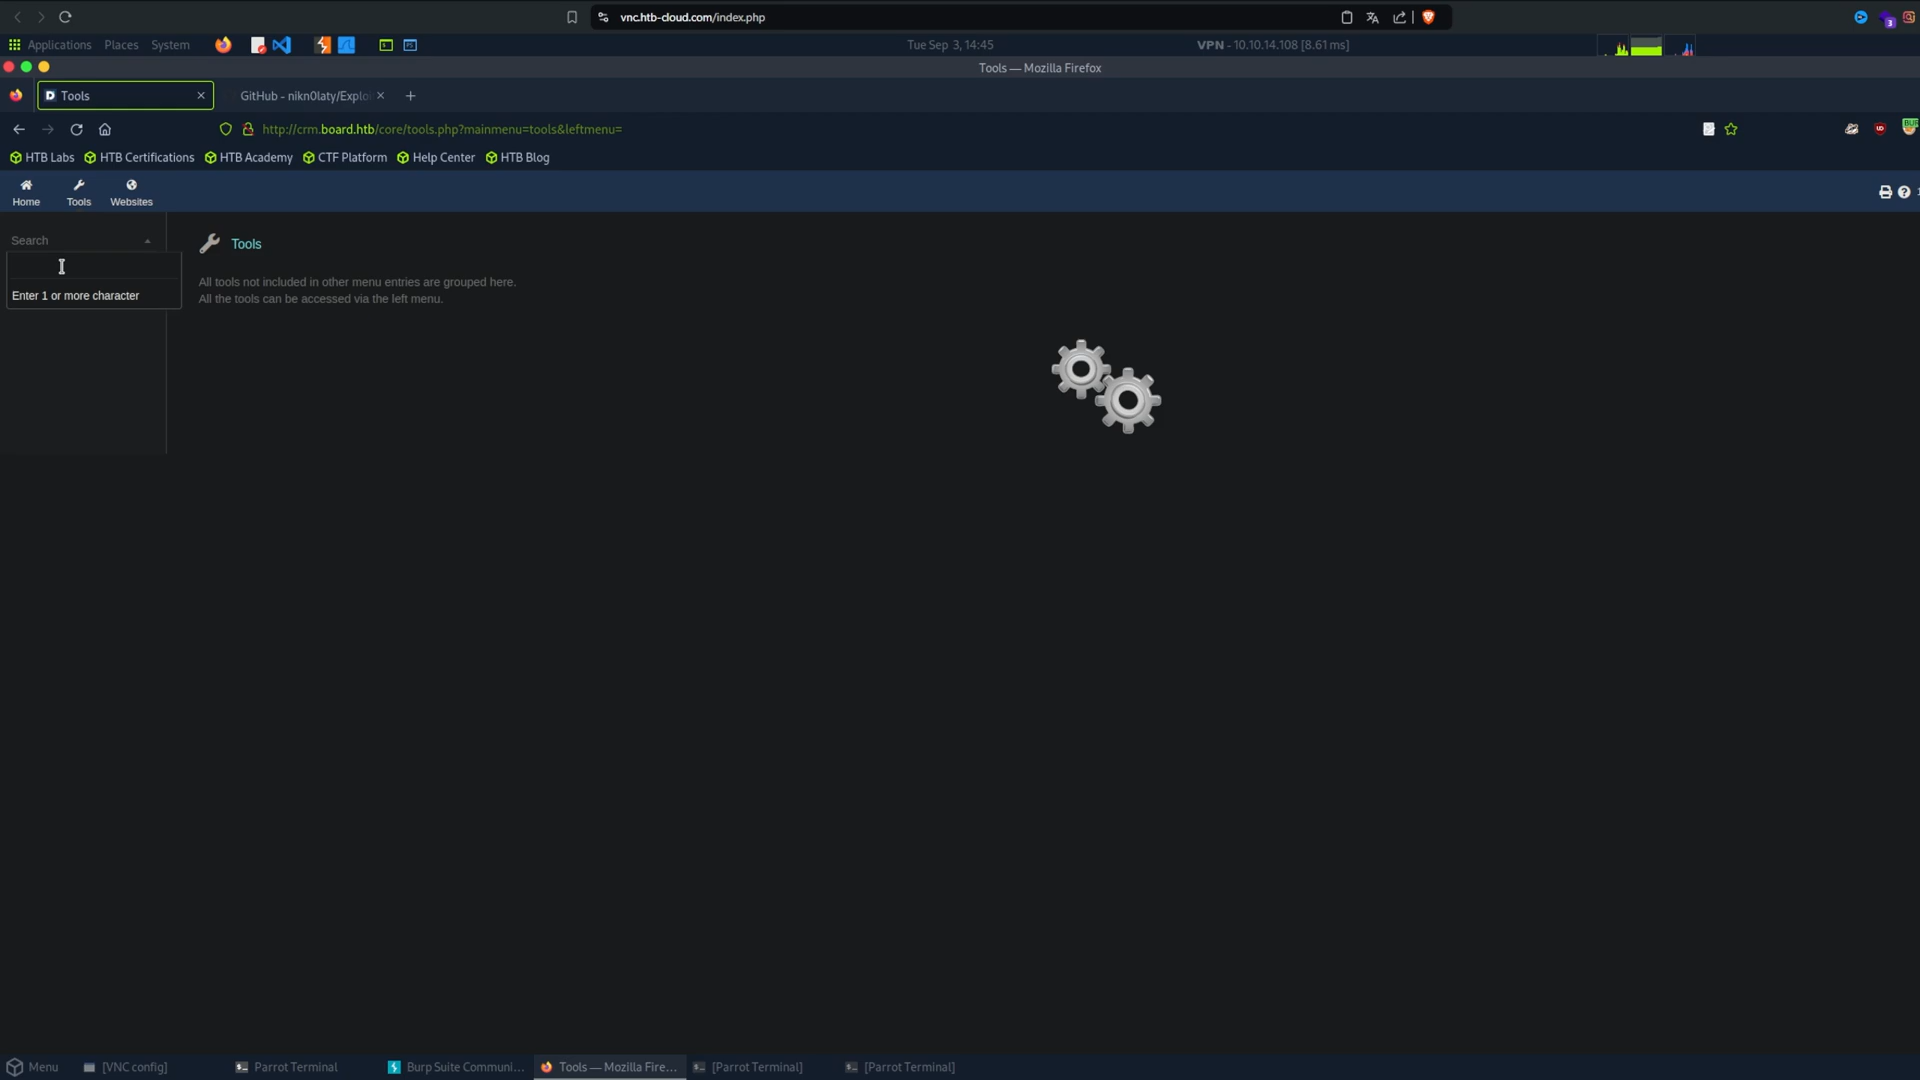 vnc.htb-cloud.com/index.php
3
Applications Places System
Tue Sep 3, 14:45
VPN - 10.10.14.108 [8.61 ms]
Tools — Mozilla Firefox
Tools
GitHub - nikn0laty/Exploi
http://crm.board.htb/core/tools.php?mainmenu=tools&leftmenu=
HTB Labs HTB Certifications HTB Academy CTF Platform Help Center HTB Blog
Home Tools Websites
Search
Enter 1 or more character
Tools
All tools not included in other menu entries are grouped here.
All the tools can be accessed via the left menu.
Menu [VNC config] Parrot Terminal Burp Suite Communi... Tools — Mozilla Fire... [Parrot Terminal] [Parrot Terminal]